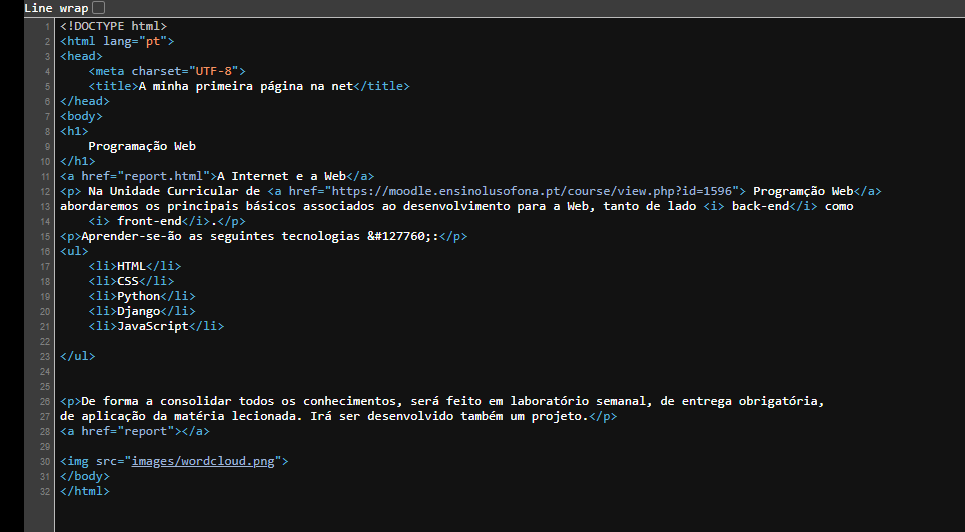 Line wrap
1 <!DOCTYPE html>
2 <html lang="pt">
3 <head>
4     <meta charset="UTF-8">
5     <title>A minha primeira página na net</title>
6 </head>
7 <body>
8 <h1>
9     Programação Web
10 </h1>
11 <a href="report.html">A Internet e a Web</a>
12 <p> Na Unidade Curricular de <a href="https://moodle.ensinolusofona.pt/course/view.php?id=1596"> Programção Web</a>
13 abordaremos os principais básicos associados ao desenvolvimento para a Web, tanto de lado <i> back-end</i> como
14     <i> front-end</i>.</p>
15 <p>Aprender-se-ão as seguintes tecnologias &#127760;:</p>
16 <ul>
17     <li>HTML</li>
18     <li>CSS</li>
19     <li>Python</li>
20     <li>Django</li>
21     <li>JavaScript</li>
22
23 </ul>
24
25
26 <p>De forma a consolidar todos os conhecimentos, será feito em laboratório semanal, de entrega obrigatória,
27 de aplicação da matéria lecionada. Irá ser desenvolvido também um projeto.</p>
28 <a href="report"></a>
29
30 <img src="images/wordcloud.png">
31 </body>
32 </html>